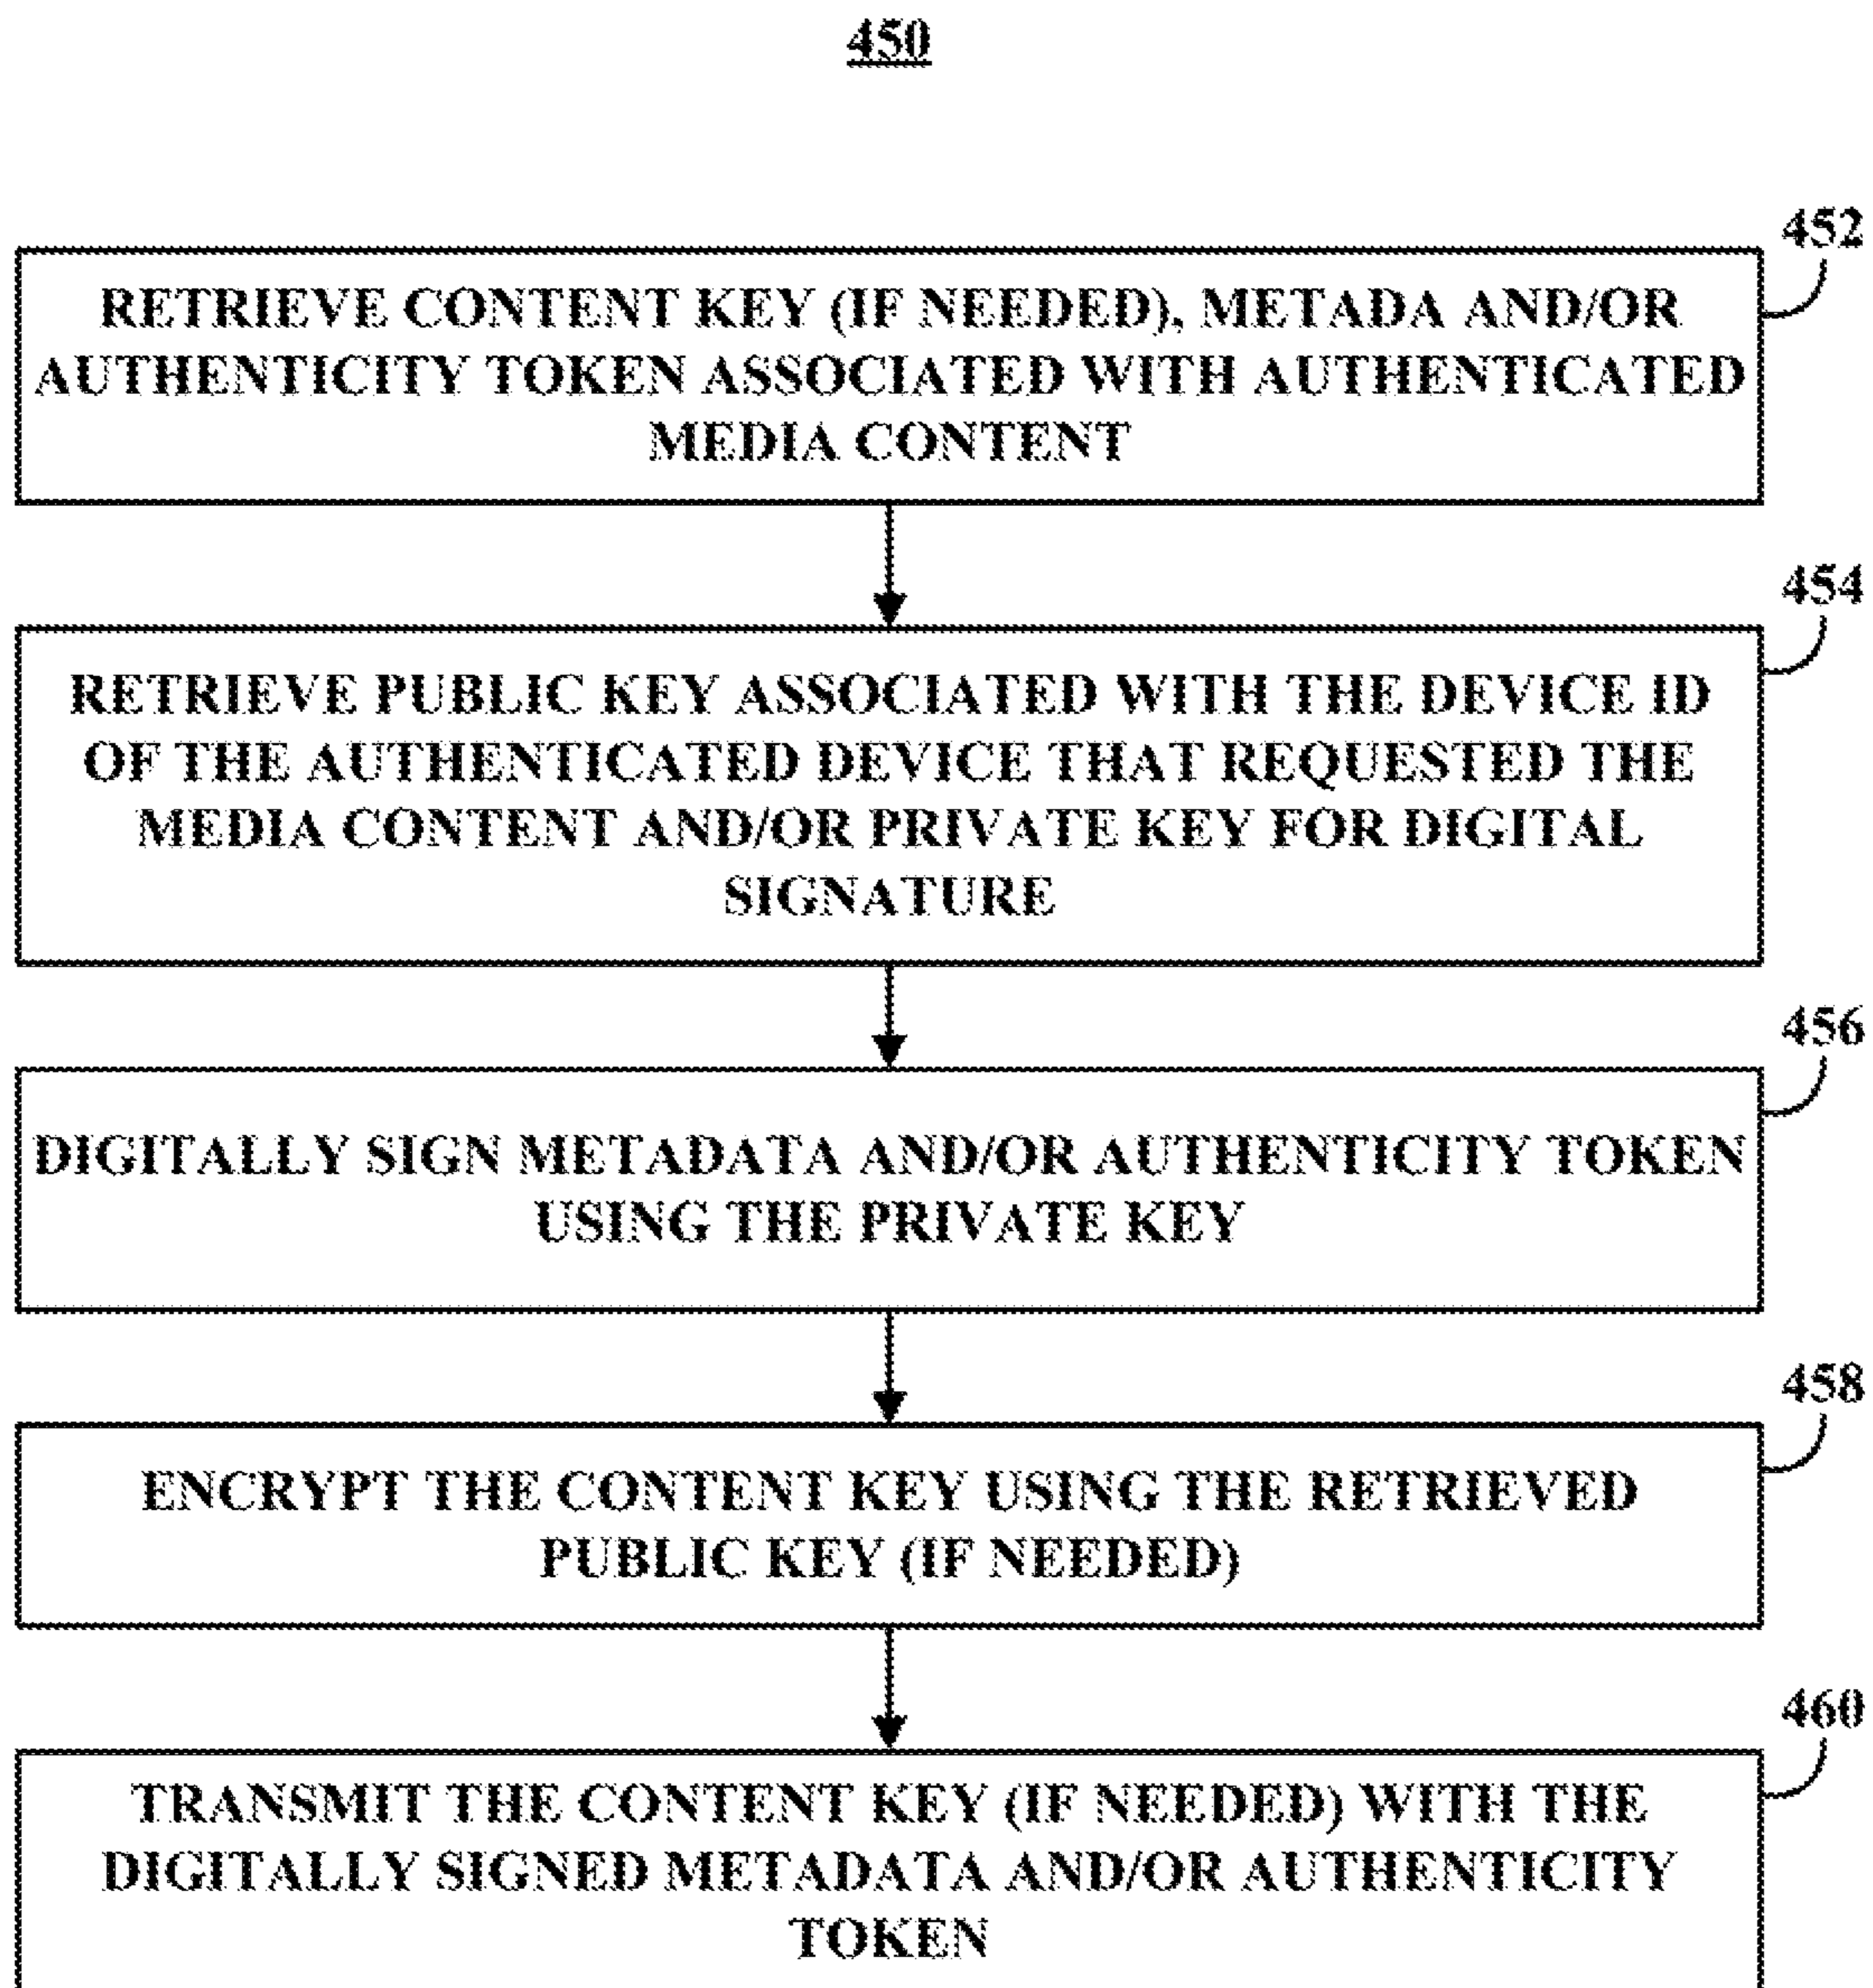 450
452
RETRIEVE CONTENT KEY (IF NEEDED), METADA AND/OR
AUTHENTICITY TOKEN ASSOCIATED WITH AUTHENTICATED
MEDIA CONTENT
454
RETRIEVE PUBLIC KEY ASSOCIATED WITH THE DEVICE ID
OF THE AUTHENTICATED DEVICE THAT REQUESTED THE
MEDIA CONTENT AND/OR PRIVATE KEY FOR DIGITAL
SIGNATURE
456
DIGITALLY SIGN METADATA AND/OR AUTHENTICITY TOKEN
USING THE PRIVATE KEY
458
ENCRYPT THE CONTENT KEY USING THE RETRIEVED
PUBLIC KEY (IF NEEDED)
460
TRANSMIT THE CONTENT KEY (IF NEEDED) WITH THE
DIGITALLY SIGNED METADATA AND/OR AUTHENTICITY
TOKEN